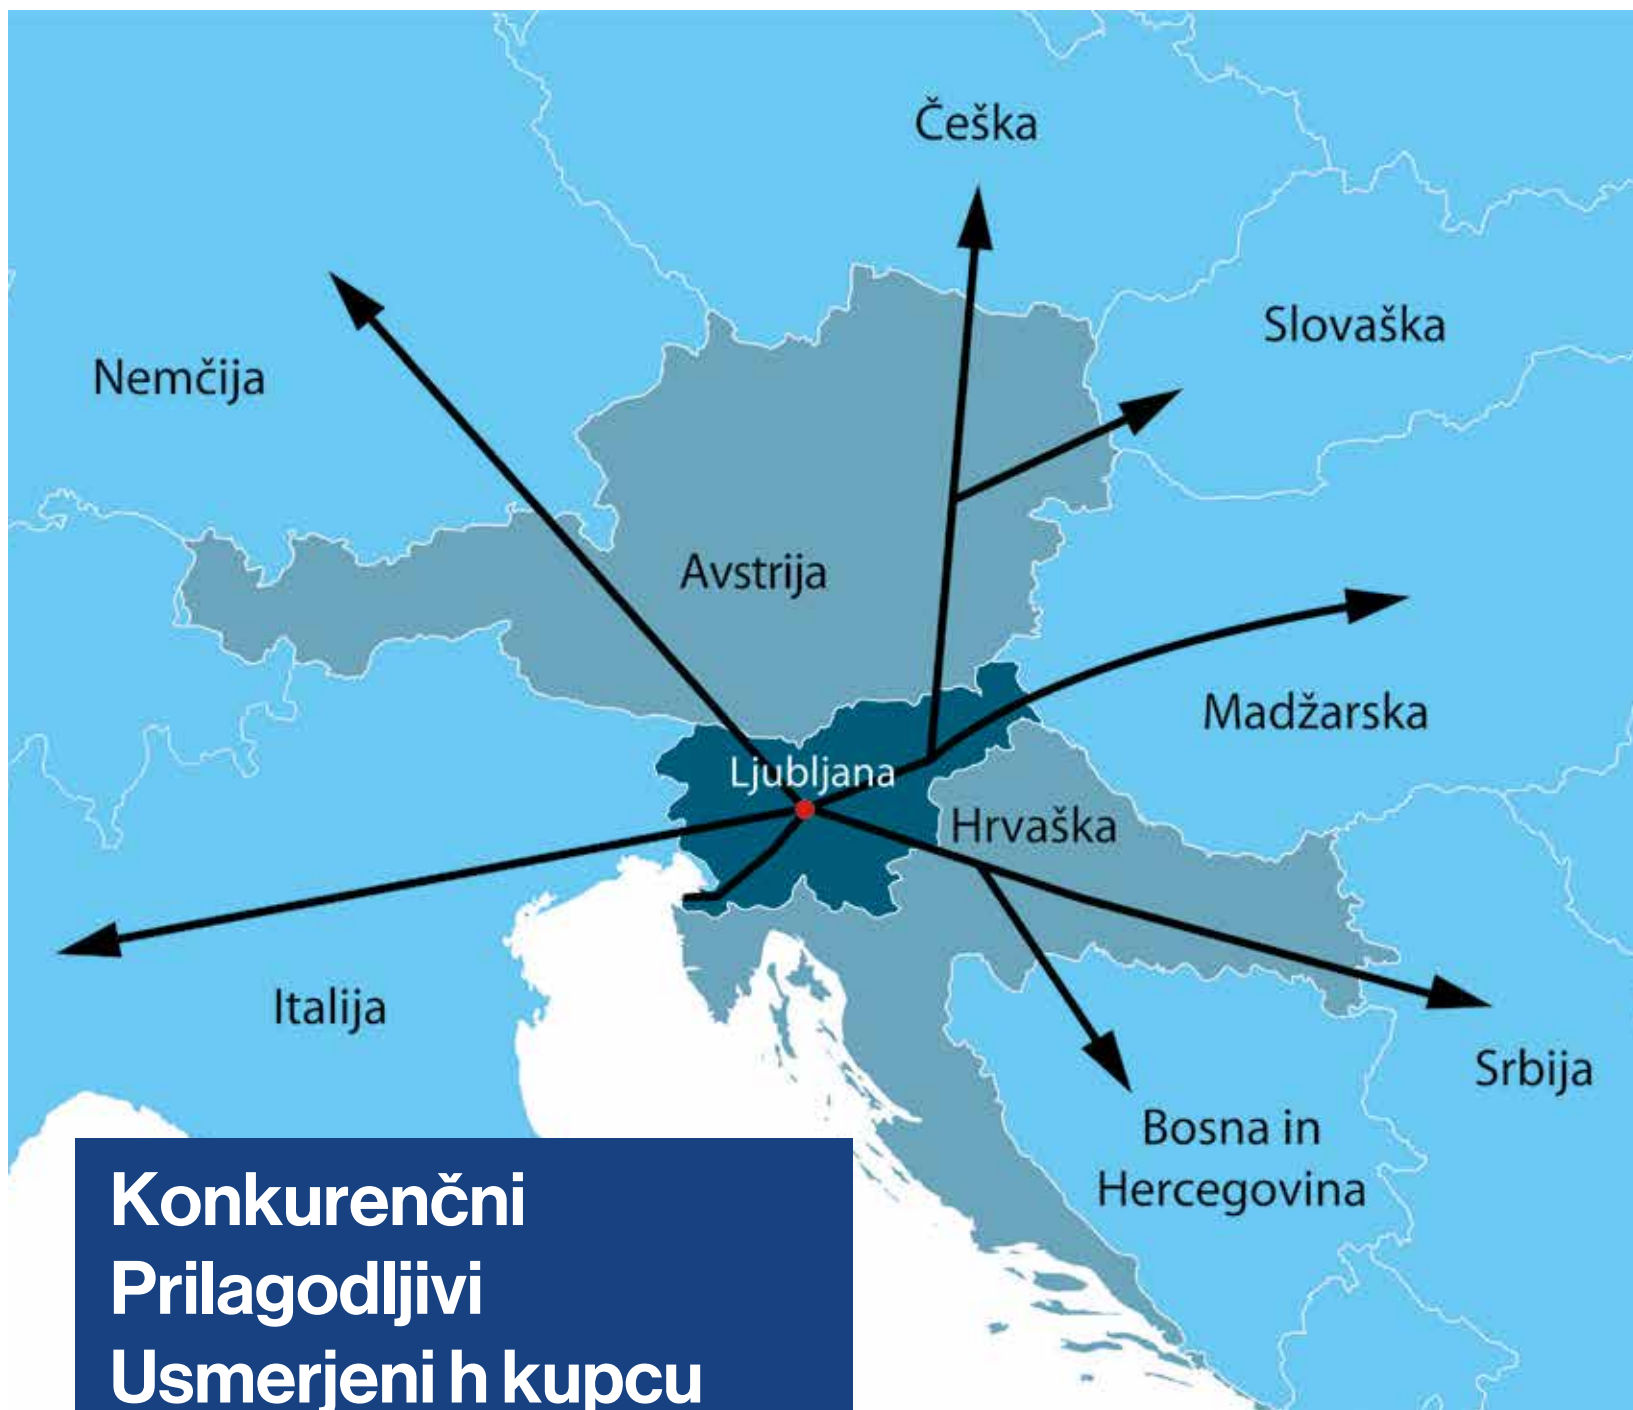 Češka
Slovaška
Nemčija
Avstrija
Madžarska
Ljubljana
Hrvaška
Italija
Srbija
Bosna in
Hercegovina
Konkurenčni
Prilagodljivi
Usmerjeni h kupcu